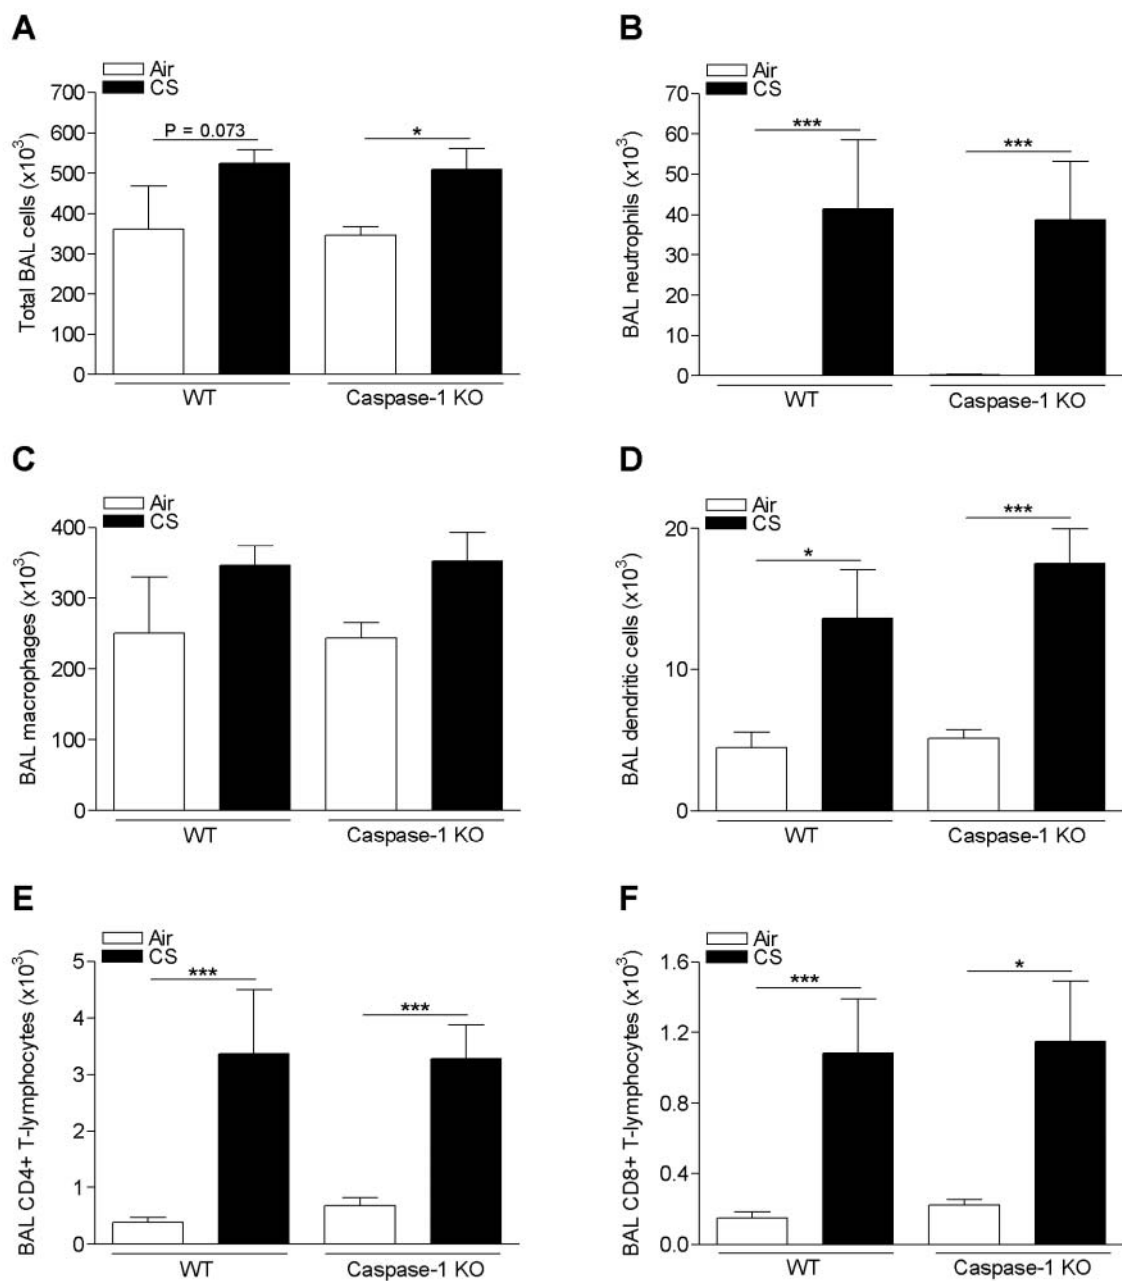 A
Air
CS
700
600
500
400
300
200
100
0
Total BAL cells (x10³)
P = 0.073
*
WT
Caspase-1 KO
B
Air
CS
70
60
50
40
30
20
10
0
BAL neutrophils (x10³)
***
***
WT
Caspase-1 KO
C
Air
CS
400
300
200
100
0
BAL macrophages (x10³)
WT
Caspase-1 KO
D
Air
CS
20
10
0
BAL dendritic cells (x10³)
*
***
WT
Caspase-1 KO
E
Air
CS
5
4
3
2
1
0
BAL CD4+ T-lymphocytes (x10³)
***
***
WT
Caspase-1 KO
F
Air
CS
1.6
1.2
0.8
0.4
0.0
BAL CD8+ T-lymphocytes (x10³)
***
*
WT
Caspase-1 KO